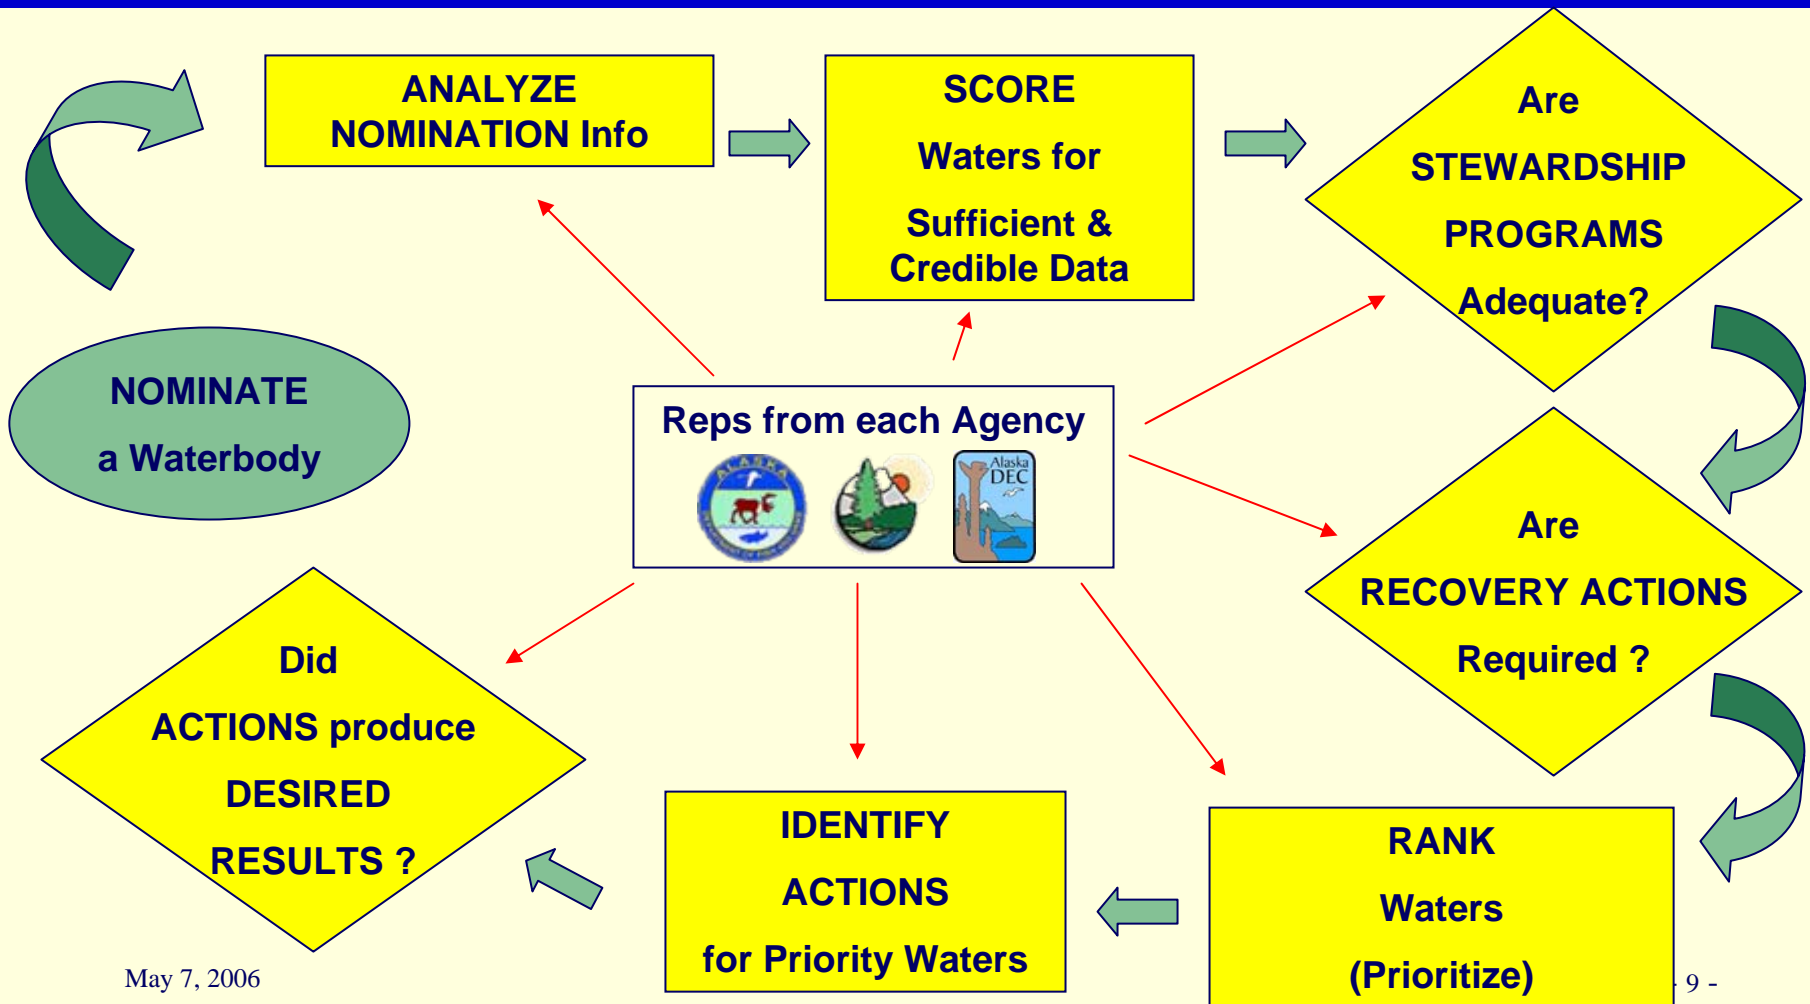 ANALYZE
NOMINATION Info
SCORE
Waters for
Sufficient &
Credible Data
Are
STEWARDSHIP
PROGRAMS
Adequate?
NOMINATE
a Waterbody
Reps from each Agency
ALASKA
Alaska
DEC
Are
RECOVERY ACTIONS
Required ?
Did
ACTIONS produce
DESIRED
RESULTS ?
IDENTIFY
ACTIONS
for Priority Waters
RANK
Waters
(Prioritize)
May 7, 2006
- 9 -